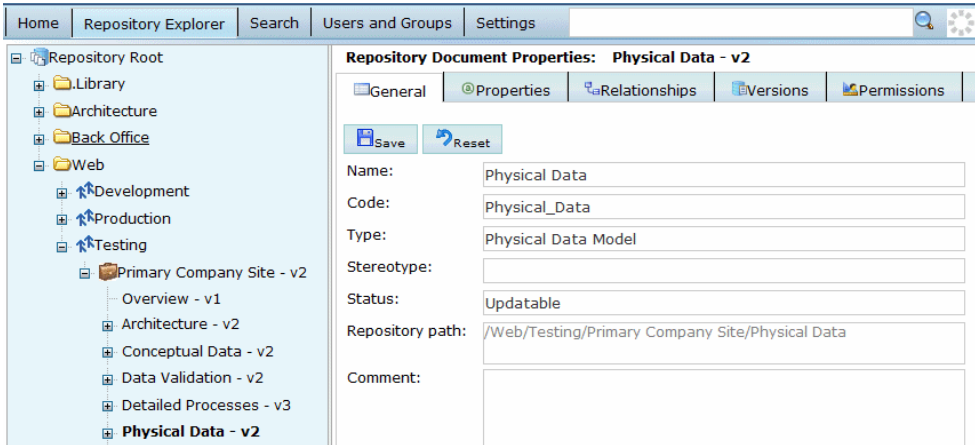 Home Repository Explorer Search Users and Groups Settings
Repository Root
.Library
Architecture
Back Office
Web
Development
Production
Testing
Primary Company Site - v2
Overview - v1
Architecture - v2
Conceptual Data - v2
Data Validation - v2
Detailed Processes - v3
Physical Data - v2
Repository Document Properties: Physical Data - v2
General Properties Relationships Versions Permissions
Save Reset
Name: Physical Data
Code: Physical_Data
Type: Physical Data Model
Stereotype:
Status: Updatable
Repository path: /Web/Testing/Primary Company Site/Physical Data
Comment: